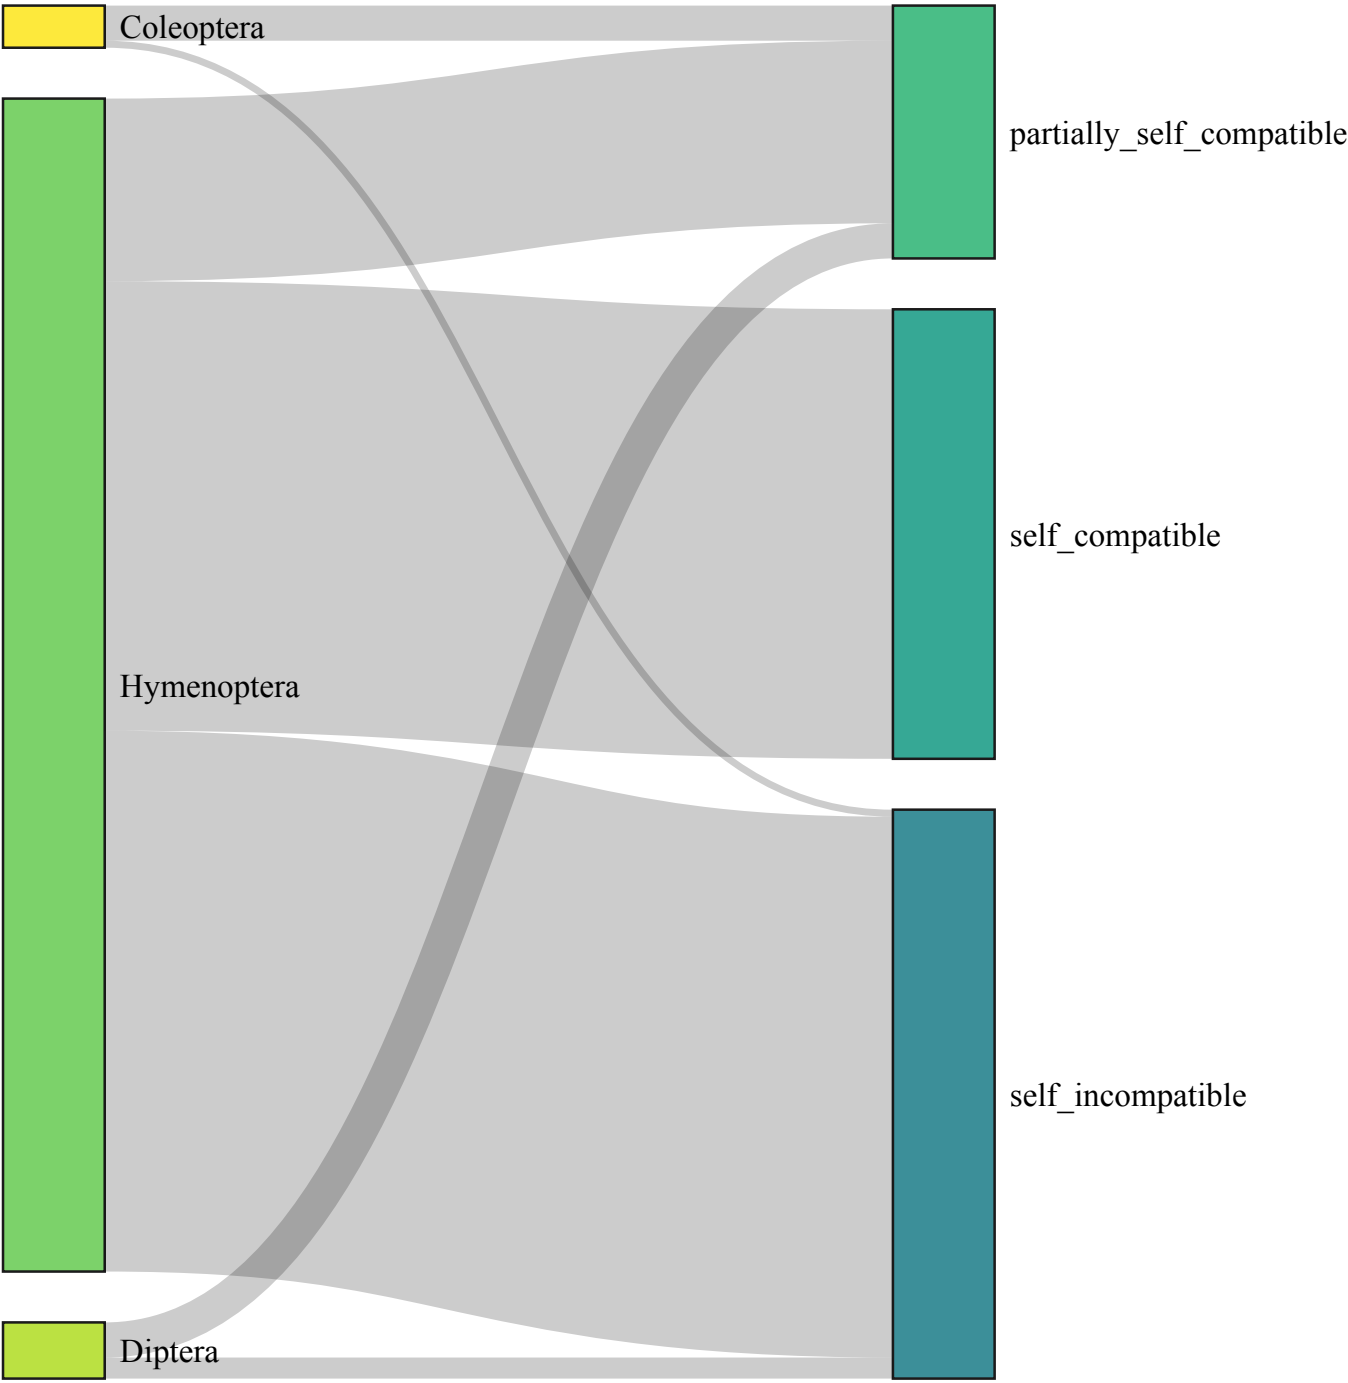 Coleoptera
partially_self_compatible
self_compatible
Hymenoptera
self_incompatible
Diptera